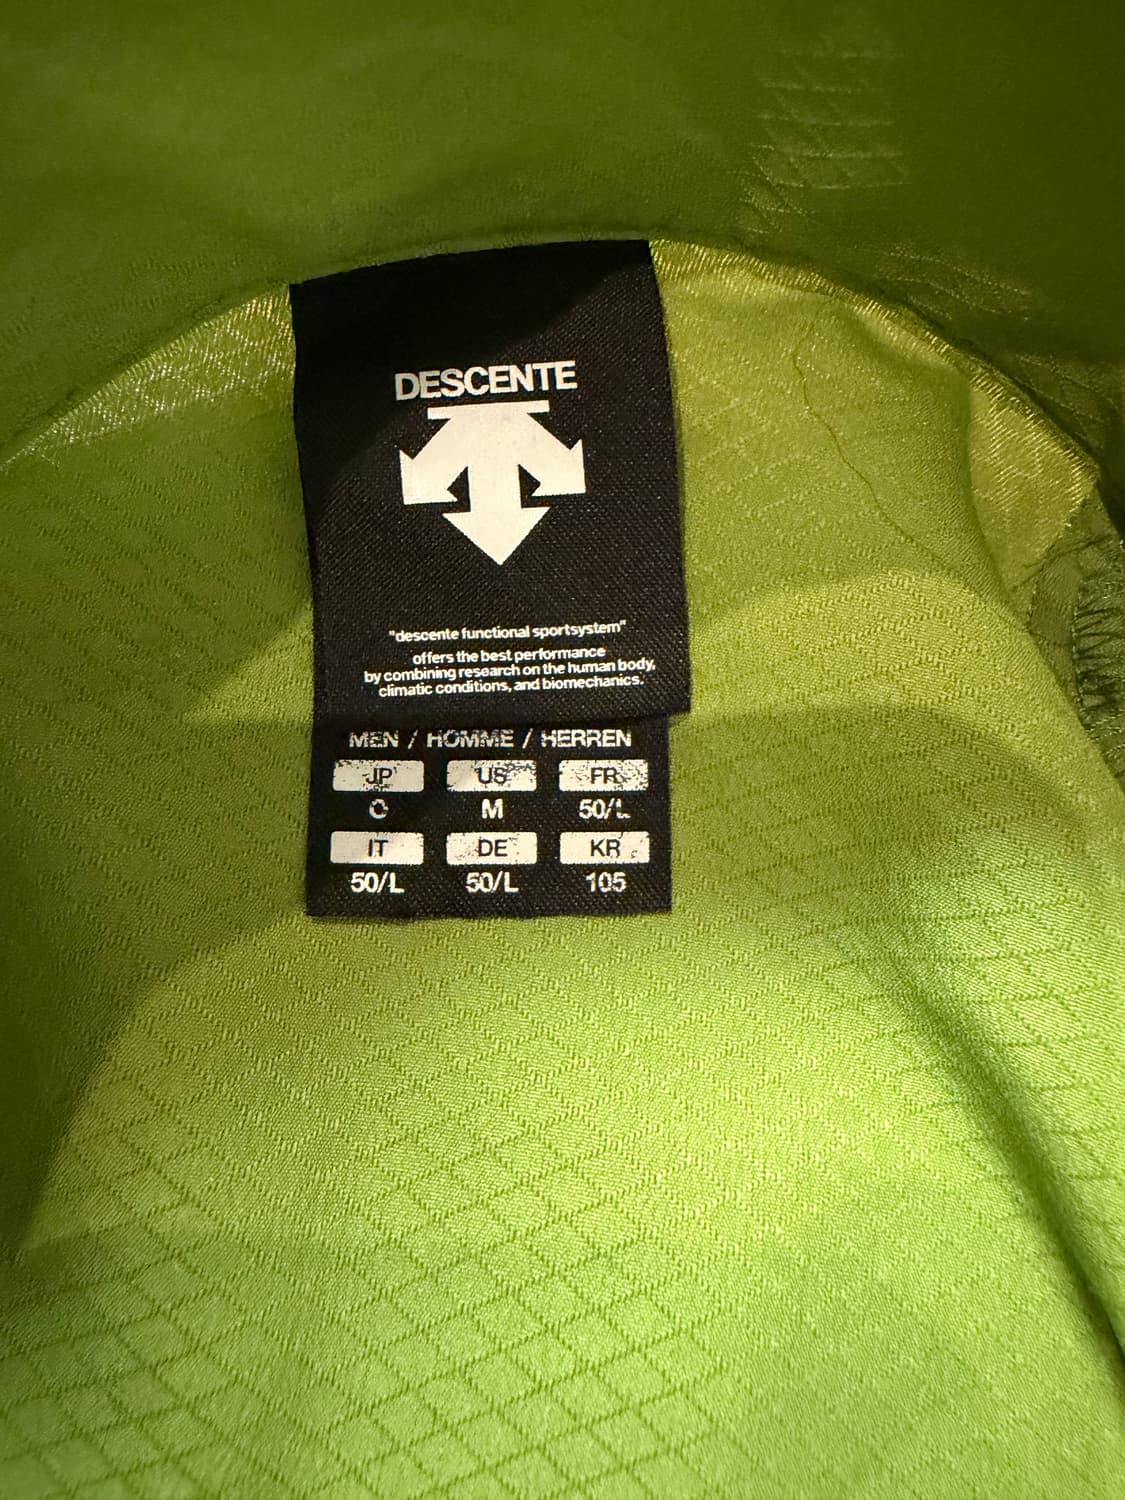 DESCENTE
"descente functional sportsystem"
offers the best performance
by combining research on the human body,
climatic conditions, and biomechanics.
MEN / HOMME / HERREN
JP US FR
O M 50/L
IT DE KR
50/L 50/L 105